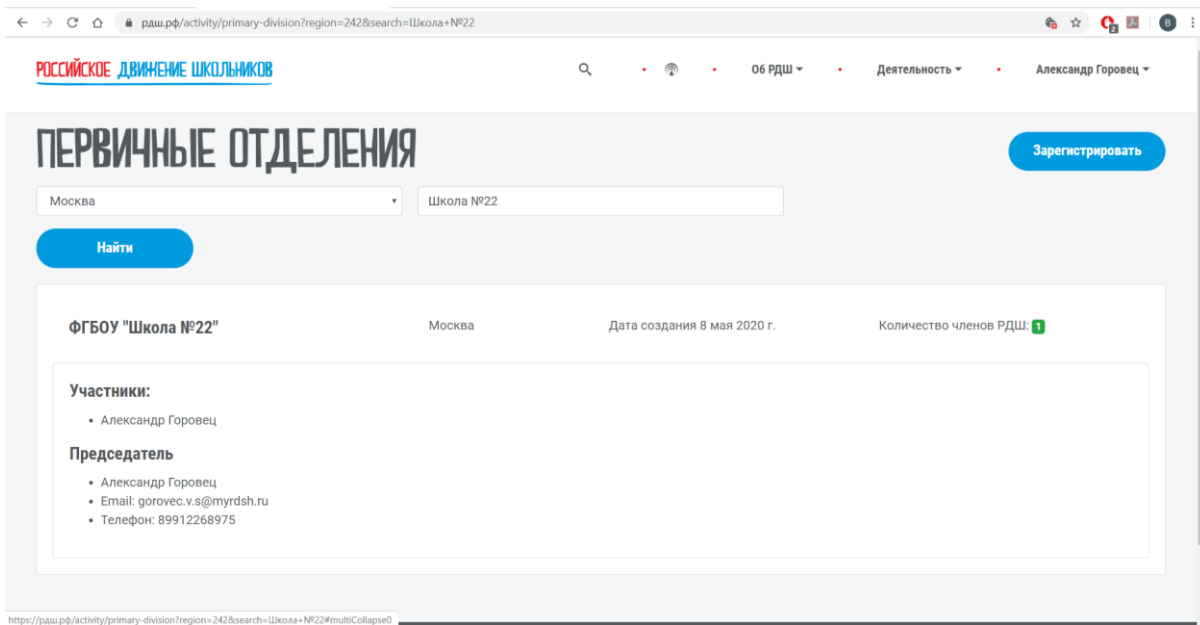 рдш.рф/activity/primary-division?region=242&search=Школа+№22
2
B
РОССИЙСКОЕ ДВИЖЕНИЕ ШКОЛЬНИКОВ
Об РДШ
Деятельность
Александр Горовец
ПЕРВИЧНЫЕ ОТДЕЛЕНИЯ
Зарегистрировать
Москва
Школа №22
Найти
ФГБОУ "Школа №22" Москва Дата создания 8 мая 2020 г. Количество членов РДШ: 1
Участники:
• Александр Горовец
Председатель
• Александр Горовец
• Email: gorovec.v.s@myrdsh.ru
• Телефон: 89912268975
https://рдш.рф/activity/primary-division?region=242&search=Школа+№22#multiCollapse0